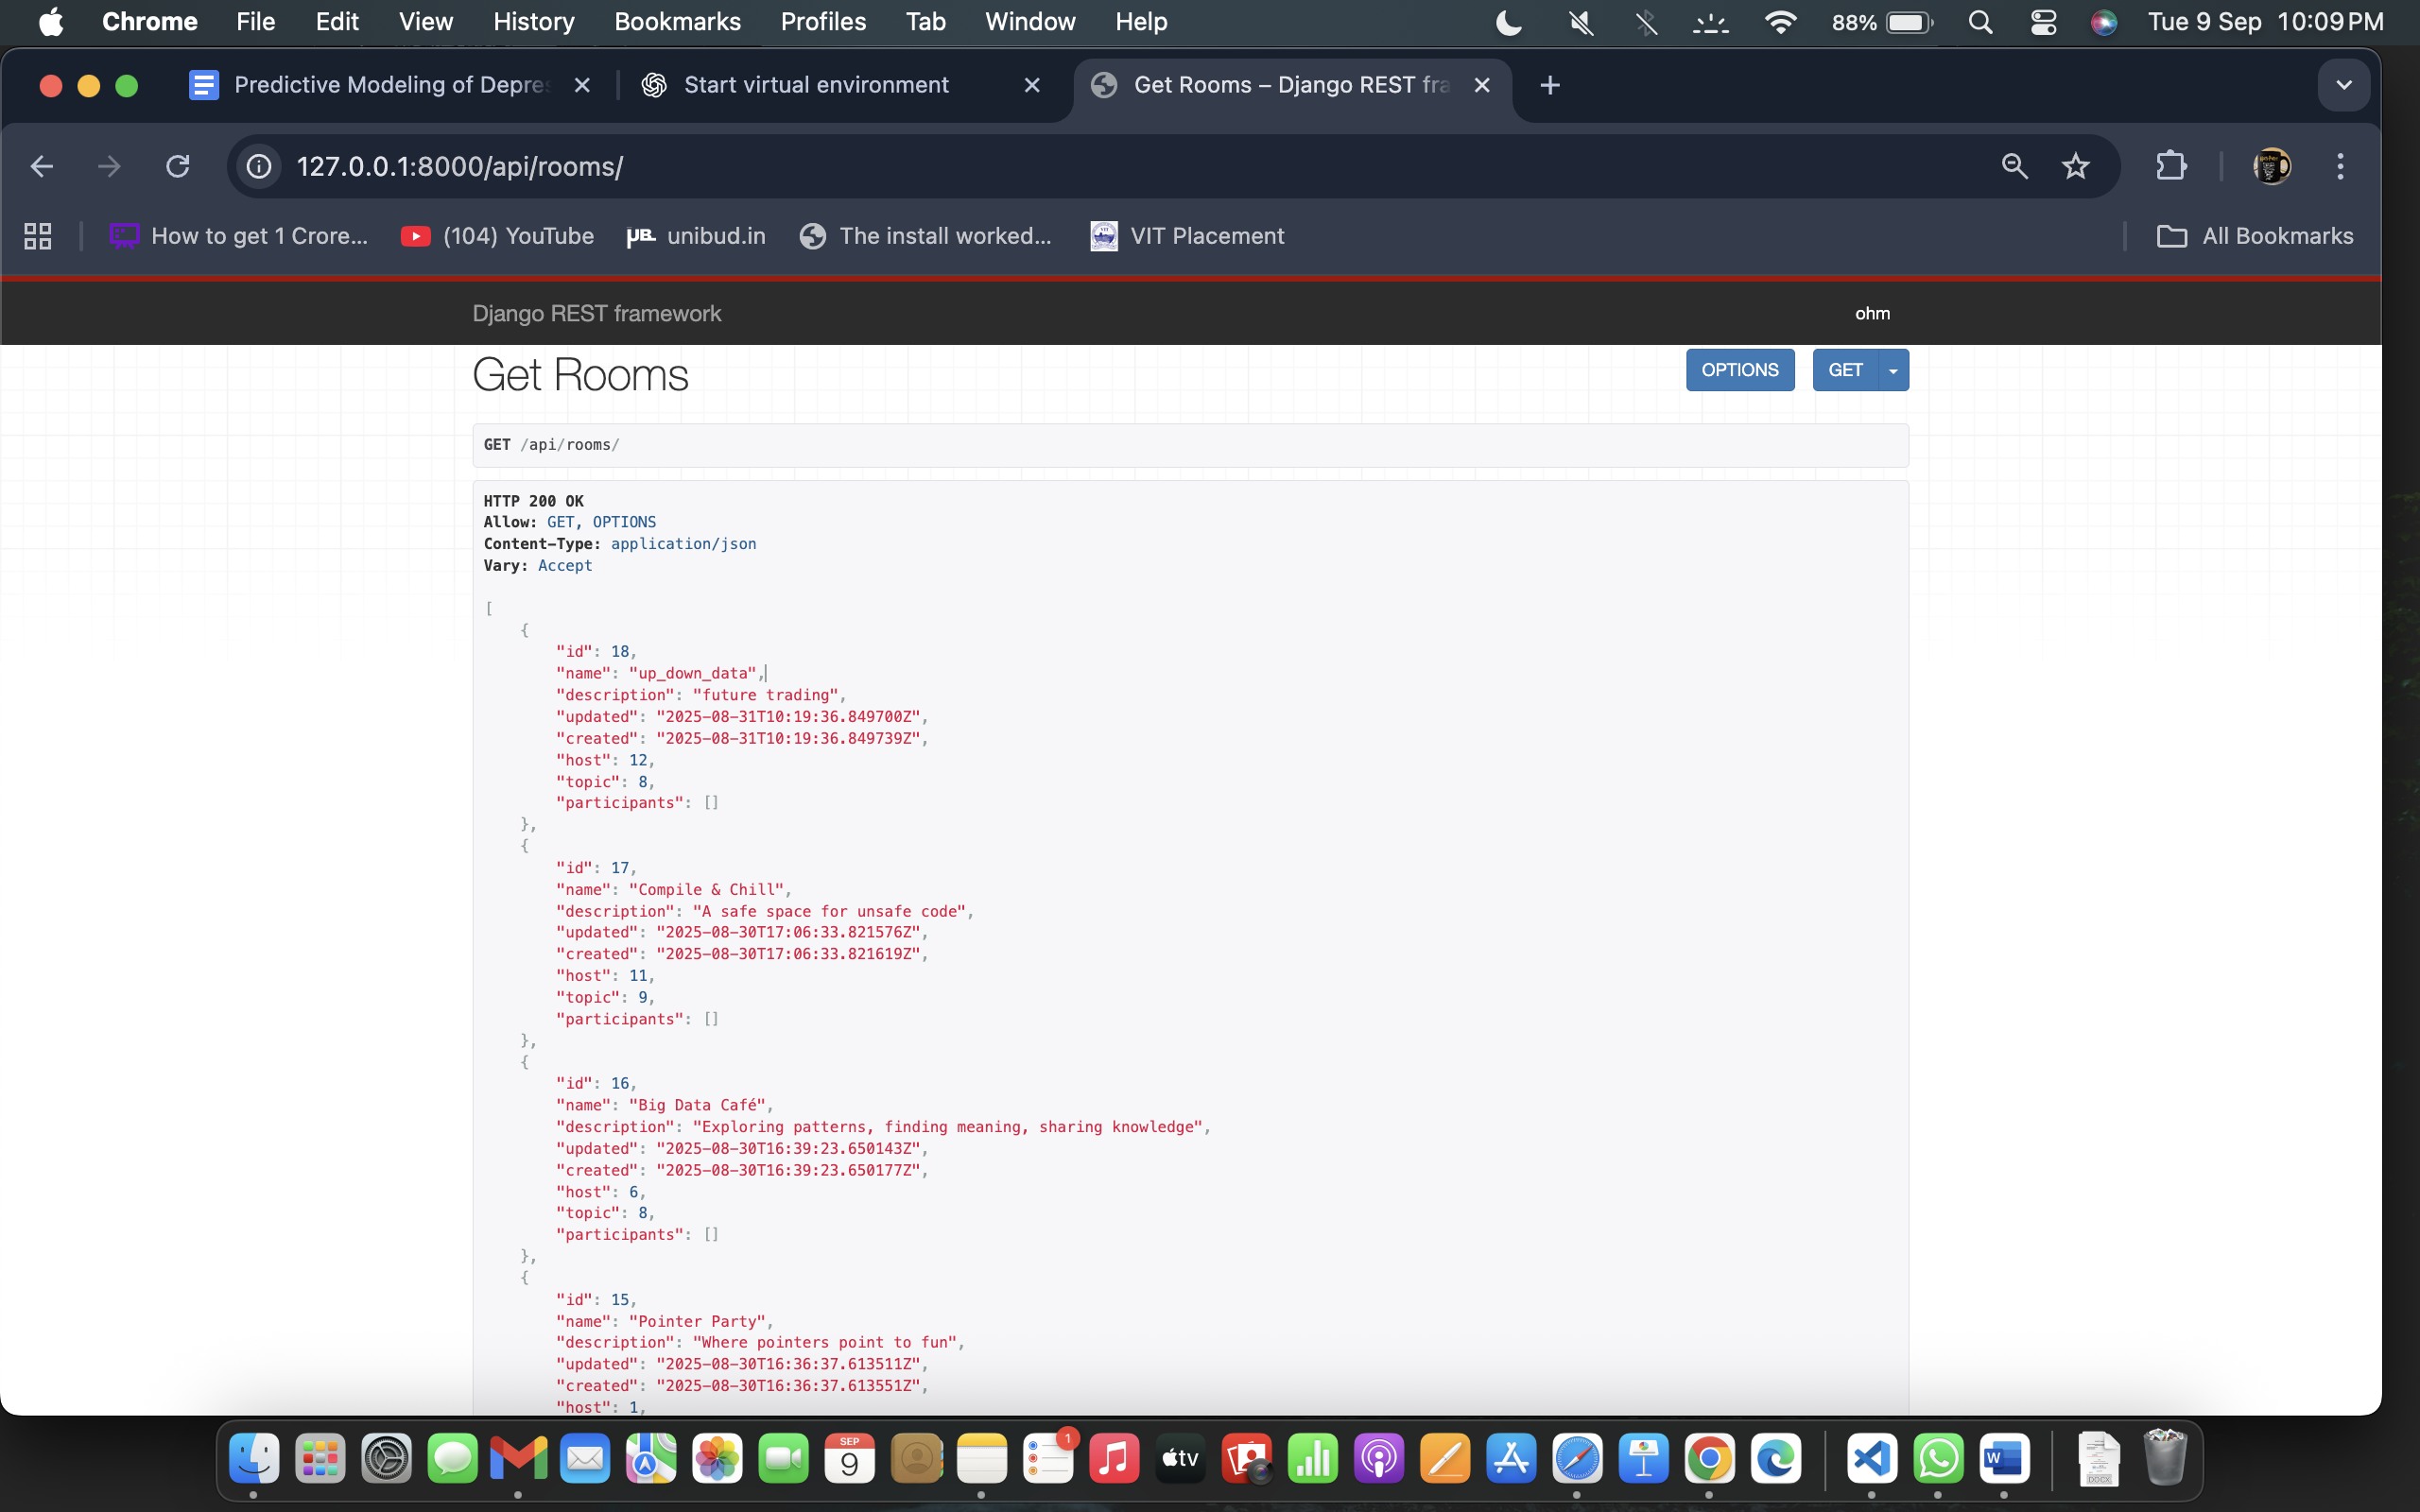 Chrome File Edit View History Bookmarks Profiles Tab Window Help 88% Tue 9 Sep 10:09 PM
Predictive Modeling of Depres Start virtual environment Get Rooms – Django REST fra
127.0.0.1:8000/api/rooms/
How to get 1 Crore... (104) YouTube µB. unibud.in The install worked... VIT Placement All Bookmarks
Django REST framework ohm
Get Rooms OPTIONS GET
GET /api/rooms/
HTTP 200 OK
Allow: GET, OPTIONS
Content-Type: application/json
Vary: Accept
[
{
"id": 18,
"name": "up_down_data",
"description": "future trading",
"updated": "2025-08-31T10:19:36.849700Z",
"created": "2025-08-31T10:19:36.849739Z",
"host": 12,
"topic": 8,
"participants": []
},
{
"id": 17,
"name": "Compile & Chill",
"description": "A safe space for unsafe code",
"updated": "2025-08-30T17:06:33.821576Z",
"created": "2025-08-30T17:06:33.821619Z",
"host": 11,
"topic": 9,
"participants": []
},
{
"id": 16,
"name": "Big Data Café",
"description": "Exploring patterns, finding meaning, sharing knowledge",
"updated": "2025-08-30T16:39:23.650143Z",
"created": "2025-08-30T16:39:23.650177Z",
"host": 6,
"topic": 8,
"participants": []
},
{
"id": 15,
"name": "Pointer Party",
"description": "Where pointers point to fun",
"updated": "2025-08-30T16:36:37.613511Z",
"created": "2025-08-30T16:36:37.613551Z",
"host": 1,
SEP
9
1
tv
W
DOCX